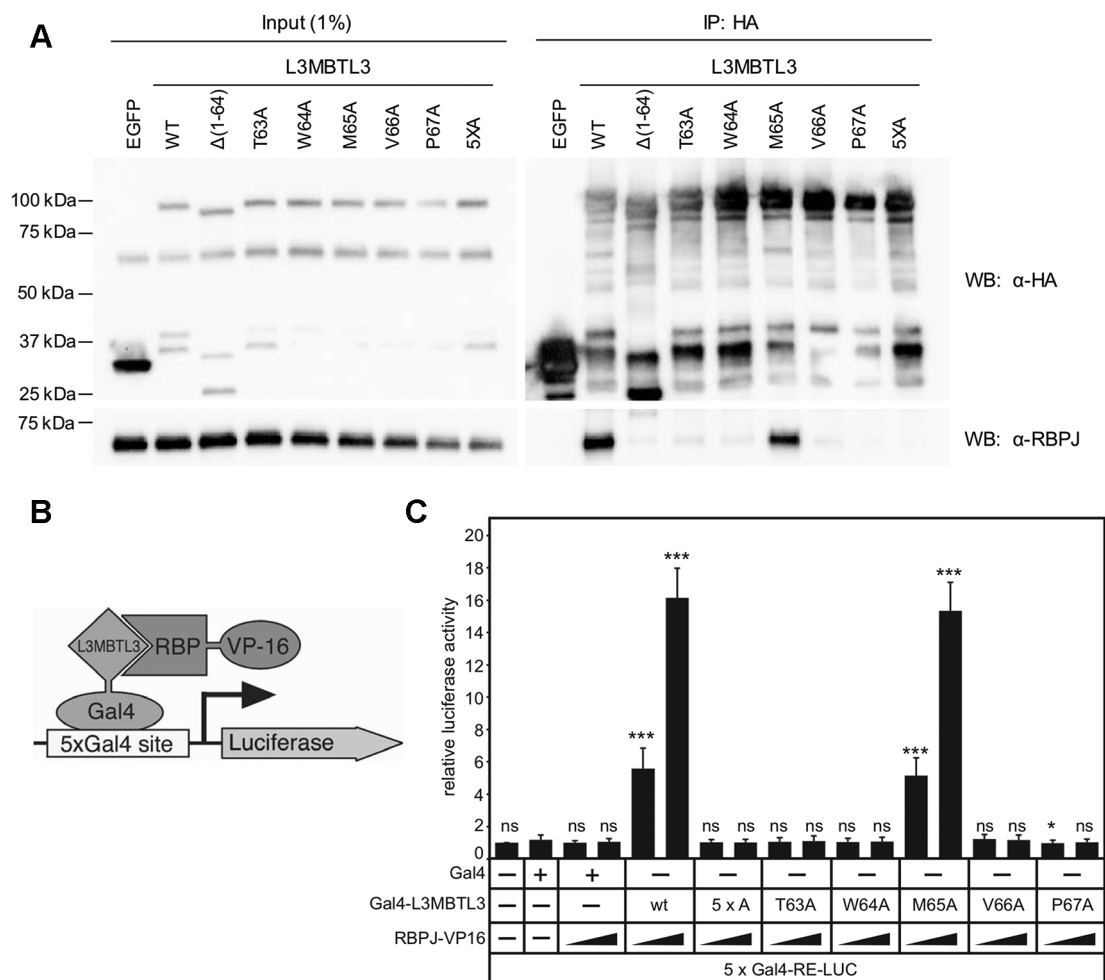 A
Input (1%) IP: HA
L3MBTL3 L3MBTL3
EGFP WT Δ(1-64) T63A W64A M65A V66A P67A 5XA EGFP WT Δ(1-64) T63A W64A M65A V66A P67A 5XA
100 kDa
75 kDa
50 kDa
37 kDa
25 kDa
75 kDa
WB: α-HA
WB: α-RBPJ
B
L3MBTL3 RBP VP-16
Gal4
5xGal4 site Luciferase
C
relative luciferase activity
20
18
16
14
12
10
8
6
4
2
0
ns ns ns *** *** ns ns ns ns ns ns *** *** ns ns * ns
Gal4 – + + – – – – – – –
Gal4-L3MBTL3 – – – wt 5 x A T63A W64A M65A V66A P67A
RBPJ-VP16 – –
5 x Gal4-RE-LUC